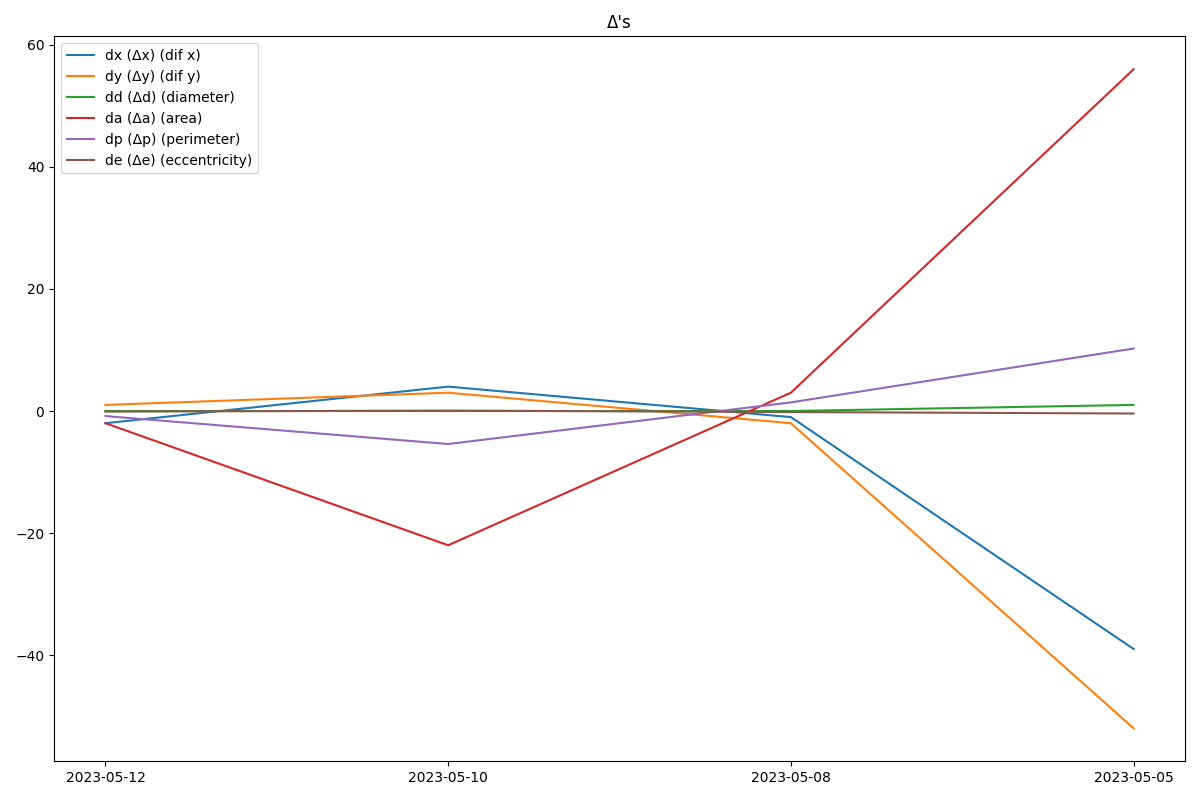 Δ's
60
40
20
0
−20
−40
dx (Δx) (dif x)
dy (Δy) (dif y)
dd (Δd) (diameter)
da (Δa) (area)
dp (Δp) (perimeter)
de (Δe) (eccentricity)
2023-05-12 2023-05-10 2023-05-08 2023-05-05